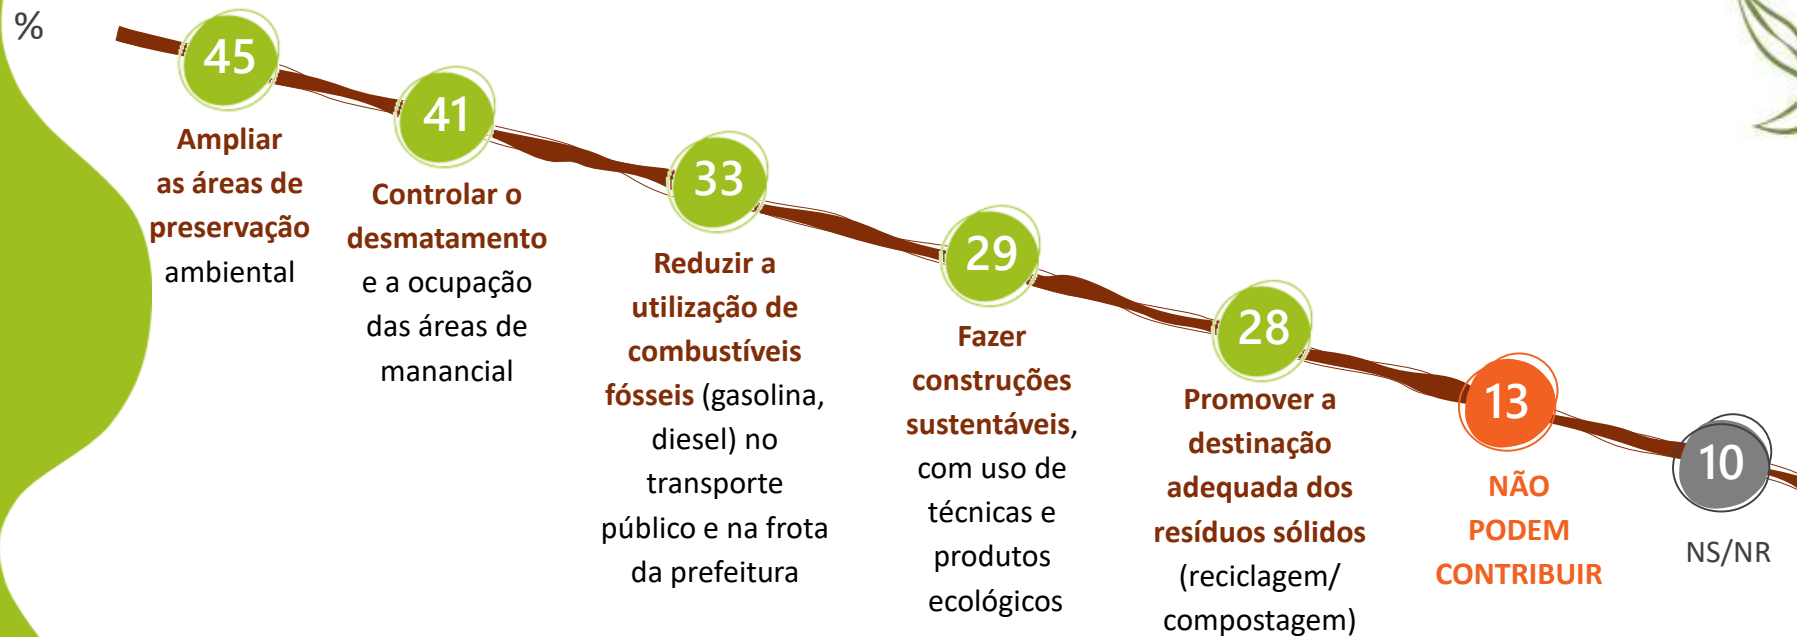 %
45
Ampliar
as áreas de
preservação
ambiental
41
Controlar o
desmatamento
e a ocupação
das áreas de
manancial
33
Reduzir a
utilização de
combustíveis
fósseis (gasolina,
diesel) no
transporte
público e na frota
da prefeitura
29
Fazer
construções
sustentáveis,
com uso de
técnicas e
produtos
ecológicos
28
Promover a
destinação
adequada dos
resíduos sólidos
(reciclagem/
compostagem)
13
NÃO
PODEM
CONTRIBUIR
10
NS/NR